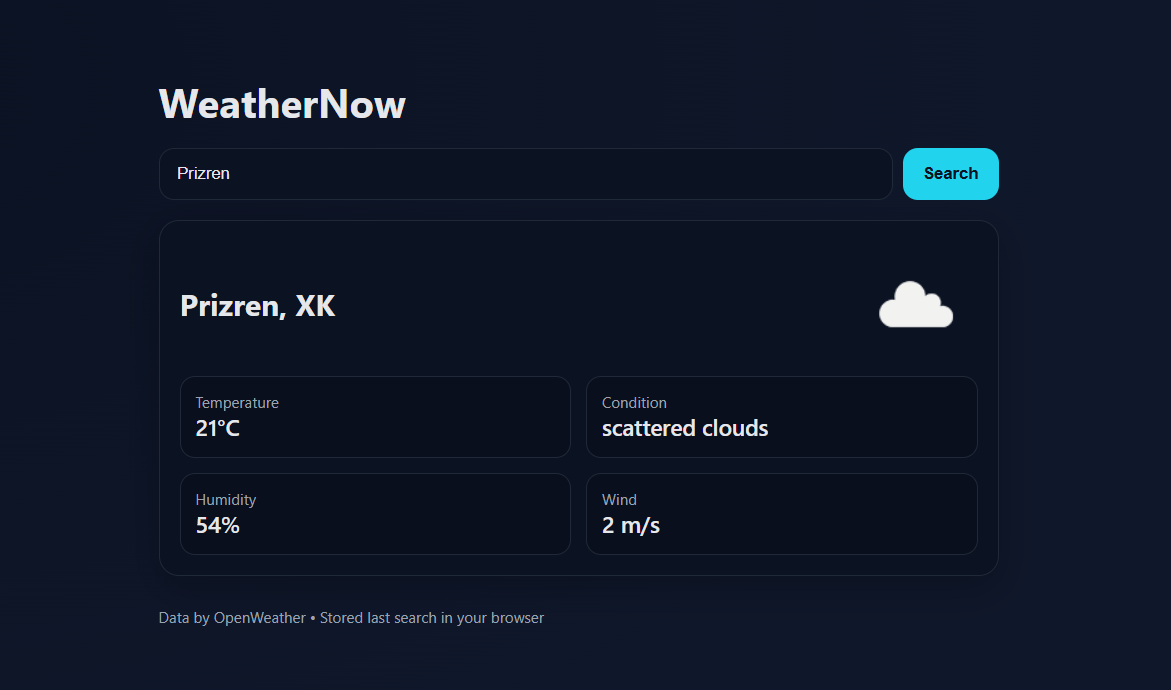 WeatherNow
Prizren
Search
Prizren, XK
Temperature
21°C
Condition
scattered clouds
Humidity
54%
Wind
2 m/s
Data by OpenWeather • Stored last search in your browser